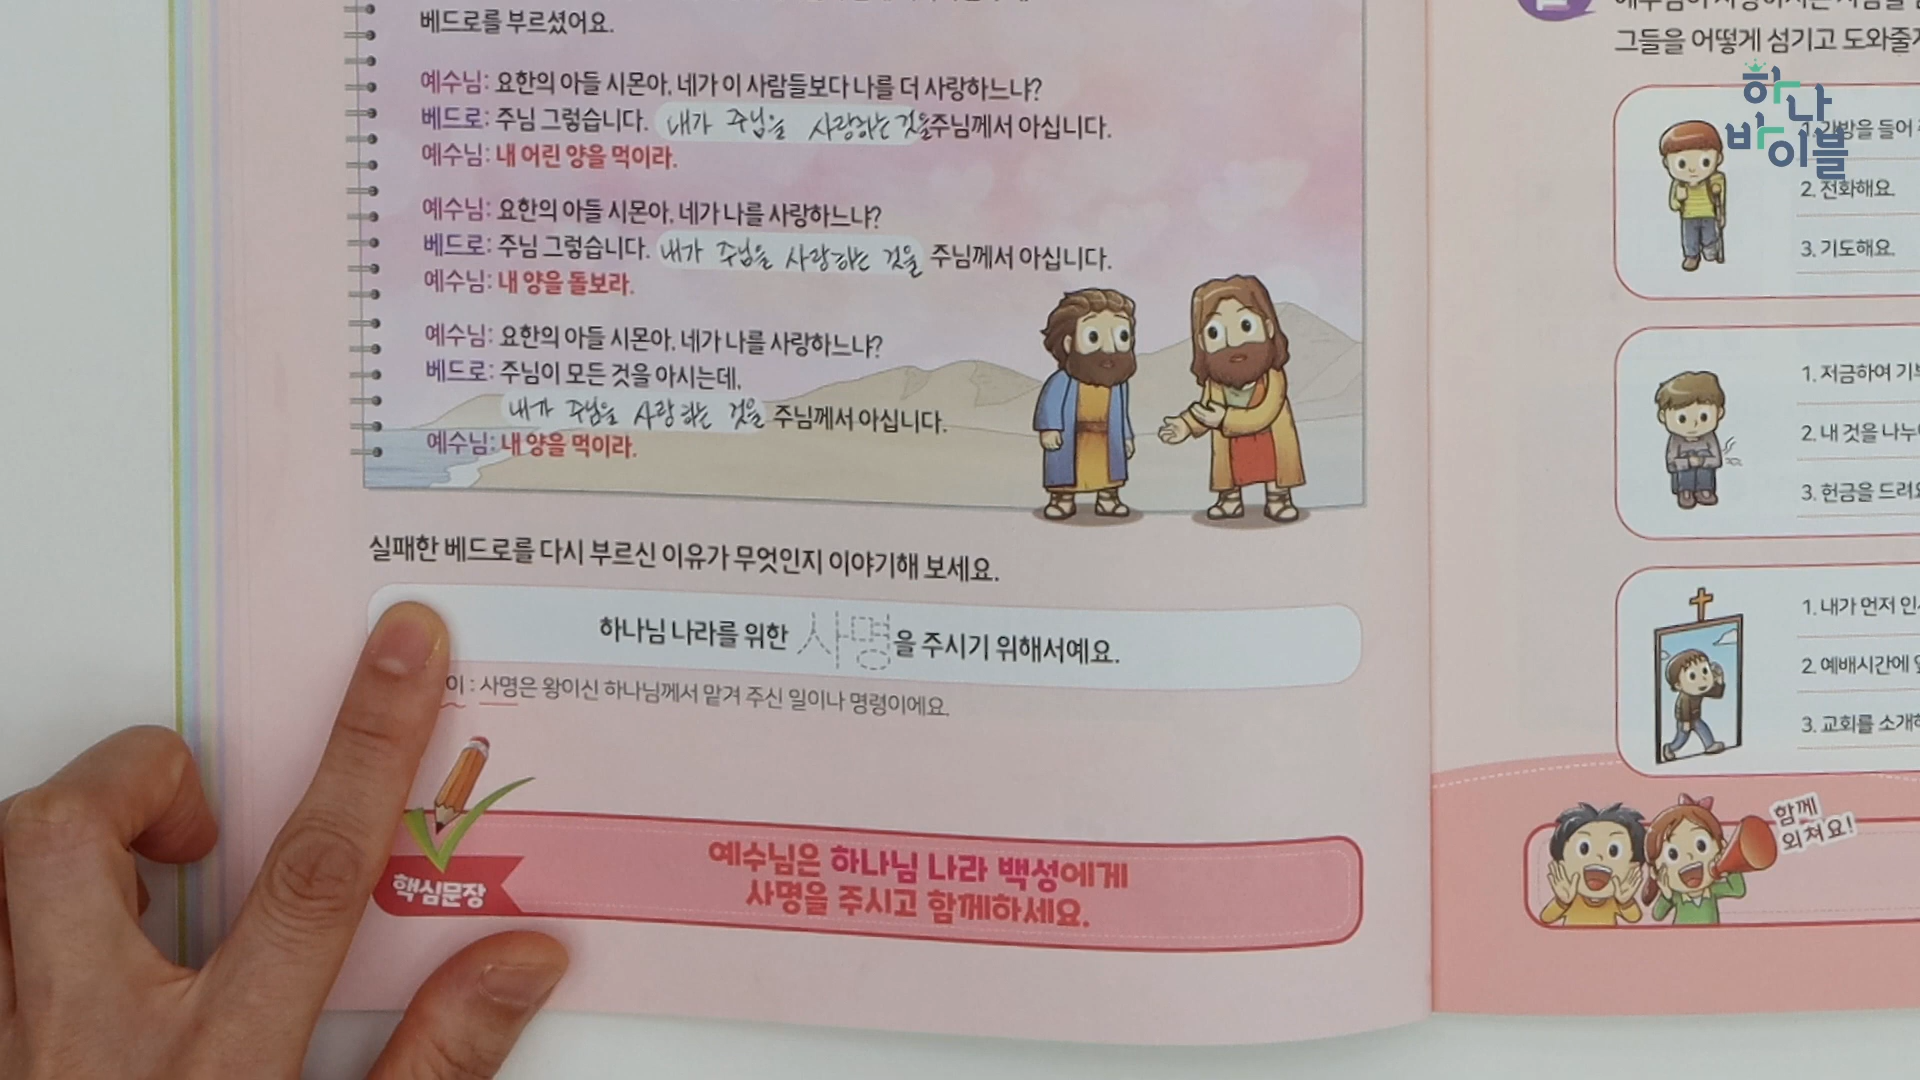 베드로를 부르셨어요.
예수님: 요한의 아들 시몬아, 네가 이 사람들보다 나를 더 사랑하느냐?
베드로: 주님 그렇습니다. 내가 주님을 사랑하는 것을 주님께서 아십니다.
예수님: 내 어린 양을 먹이라.
예수님: 요한의 아들 시몬아, 네가 나를 사랑하느냐?
베드로: 주님 그렇습니다. 내가 주님을 사랑하는 것을 주님께서 아십니다.
예수님: 내 양을 돌보라.
예수님: 요한의 아들 시몬아, 네가 나를 사랑하느냐?
베드로: 주님이 모든 것을 아시는데,
내가 주님을 사랑하는 것을 주님께서 아십니다.
예수님: 내 양을 먹이라.
실패한 베드로를 다시 부르신 이유가 무엇인지 이야기해 보세요.
하나님 나라를 위한 사명을 주시기 위해서예요.
이 : 사명은 왕이신 하나님께서 맡겨 주신 일이나 명령이에요.
핵심문장
예수님은 하나님 나라 백성에게
사명을 주시고 함께하세요.
그들을 어떻게 섬기고
하나
바이블
1. 가방을 들어
2. 전화해요.
3. 기도해요.
1. 저금하여
2. 내 것을
3. 헌금을
1. 내가 먼저
2. 예배시간에
3. 교회를
함께
외쳐요!